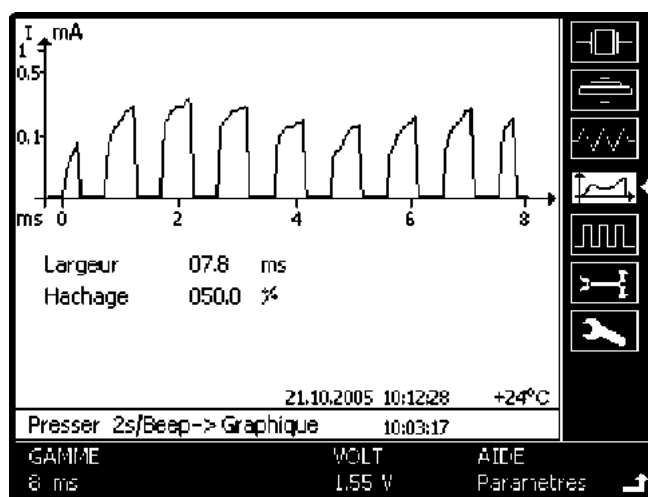 I mA
1
0.5
0.1
ms 0 2 4 6 8
Largeur 07.8 ms
Hachage 050.0 %
21.10.2005 10:12:28 +24°C
Presser 2s/Beep-> Graphique 10:03:17
GAMME VOLT AIDE
8 ms 1.55 V Parametres